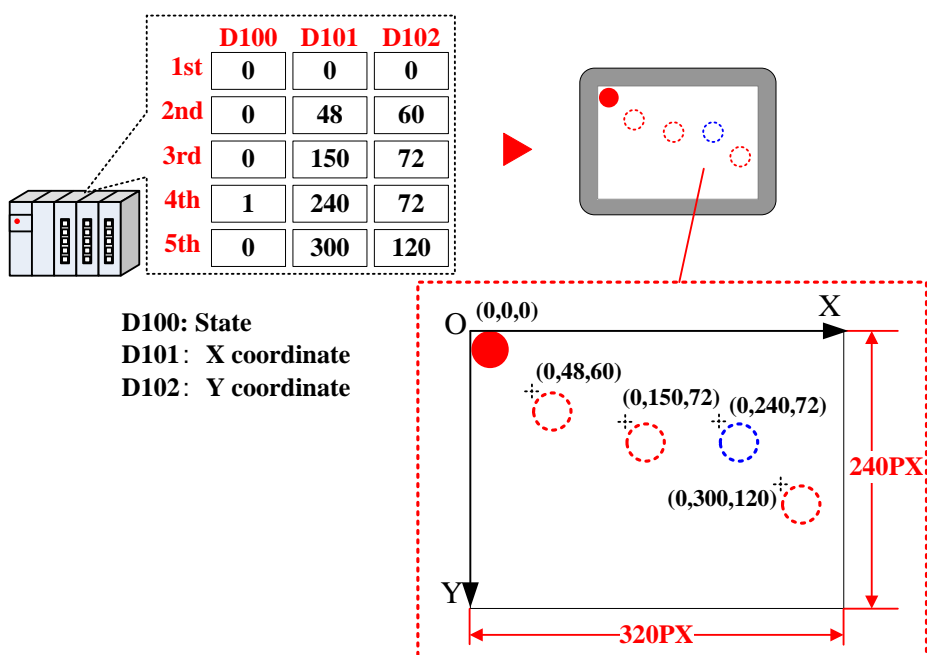 D100 D101 D102
1st 0 0 0
2nd 0 48 60
3rd 0 150 72
4th 1 240 72
5th 0 300 120
D100: State
D101： X coordinate
D102： Y coordinate
O (0,0,0) X
(0,48,60)
(0,150,72) (0,240,72)
240PX
(0,300,120)
Y
320PX